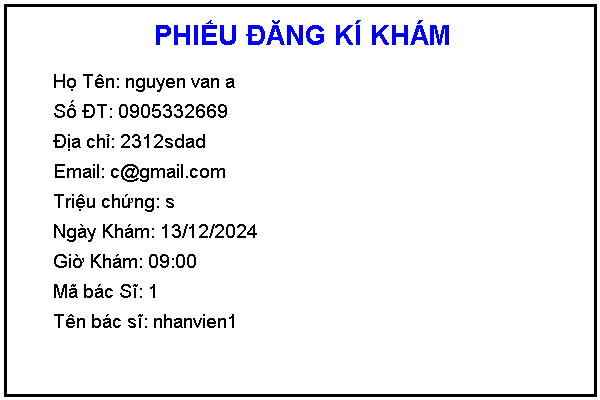 PHIẾU ĐĂNG KÍ KHÁM
Họ Tên: nguyen van a
Số ĐT: 0905332669
Địa chỉ: 2312sdad
Email: c@gmail.com
Triệu chứng: s
Ngày Khám: 13/12/2024
Giờ Khám: 09:00
Mã bác Sĩ: 1
Tên bác sĩ: nhanvien1